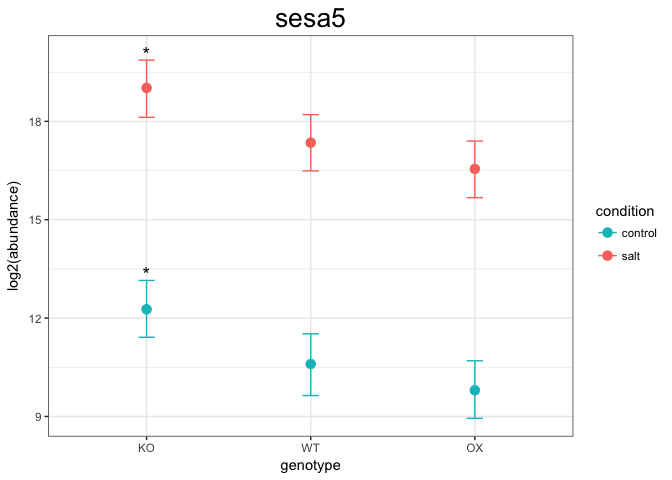 sesa5
*
18
15
*
12
9
log2(abundance)
KO WT OX
genotype
condition
control
salt